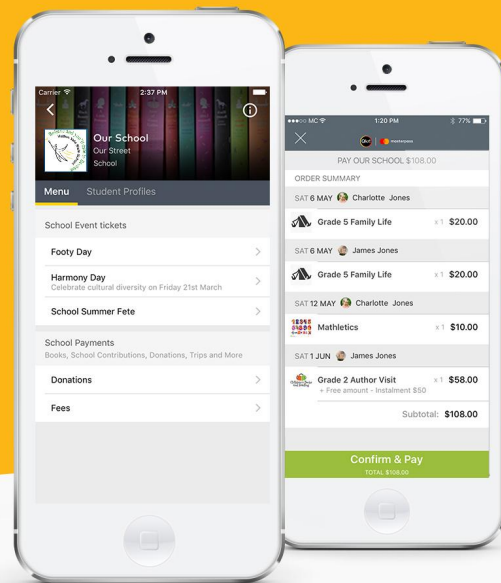 Carrier 2:37 PM
Our School
Our Street
School
Menu Student Profiles
School Event tickets
Footy Day
Harmony Day
Celebrate cultural diversity on Friday 21st March
School Summer Fete
School Payments
Books, School Contributions, Donations, Trips and More
Donations
Fees
MC 1:20 PM 77%
Qkr! masterpass
PAY OUR SCHOOL $108.00
ORDER SUMMARY
SAT 6 MAY Charlotte Jones
Grade 5 Family Life x 1 $20.00
SAT 6 MAY James Jones
Grade 5 Family Life x 1 $20.00
SAT 12 MAY Charlotte Jones
Mathletics x 1 $10.00
SAT 1 JUN James Jones
Grade 2 Author Visit x 1 $58.00
+ Free amount - Instalment $50
Subtotal: $108.00
Confirm & Pay
TOTAL $108.00